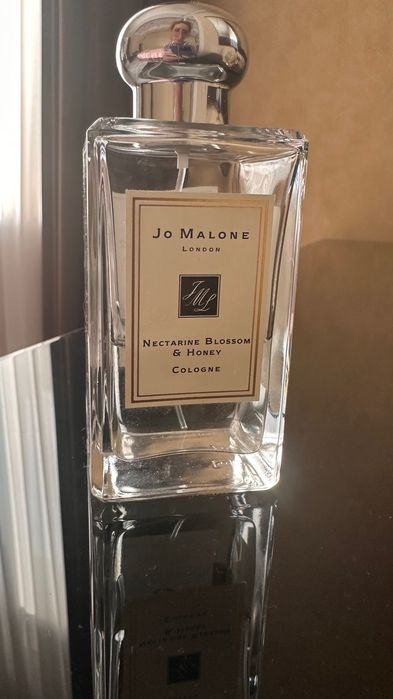 JO MALONE
LONDON
JML
NECTARINE BLOSSOM
& HONEY
COLOGNE